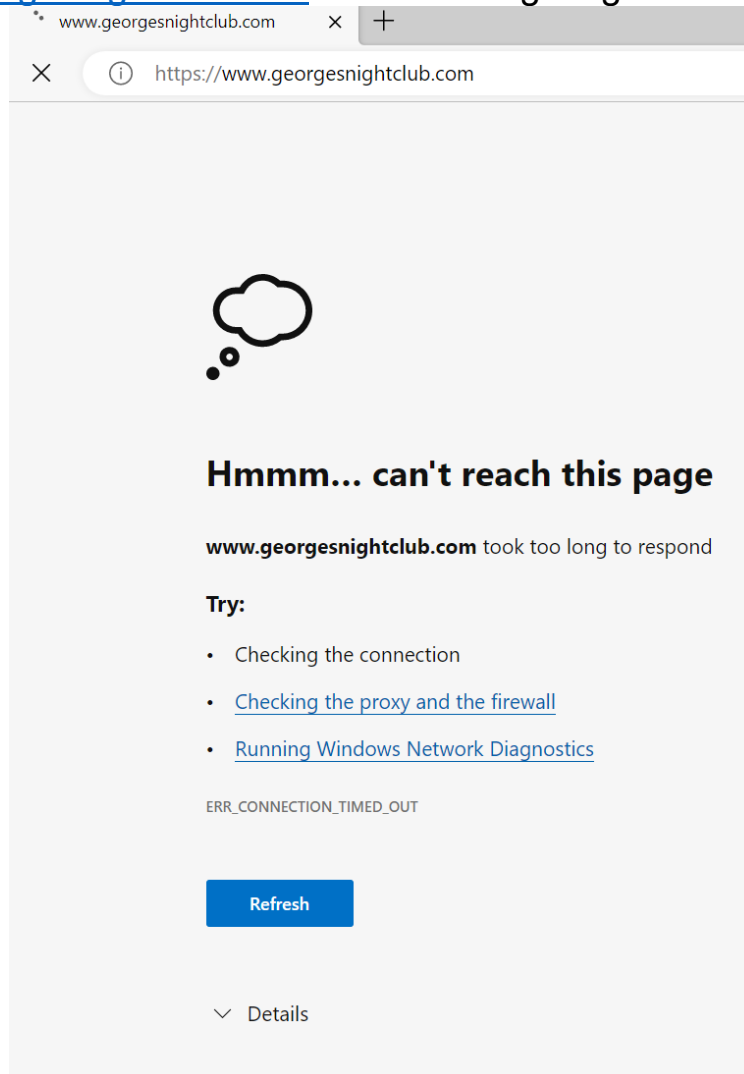 www.georgesnightclub.com
https://www.georgesnightclub.com
Hmmm... can't reach this page
www.georgesnightclub.com took too long to respond
Try:
• Checking the connection
• Checking the proxy and the firewall
• Running Windows Network Diagnostics
ERR_CONNECTION_TIMED_OUT
Refresh
Details